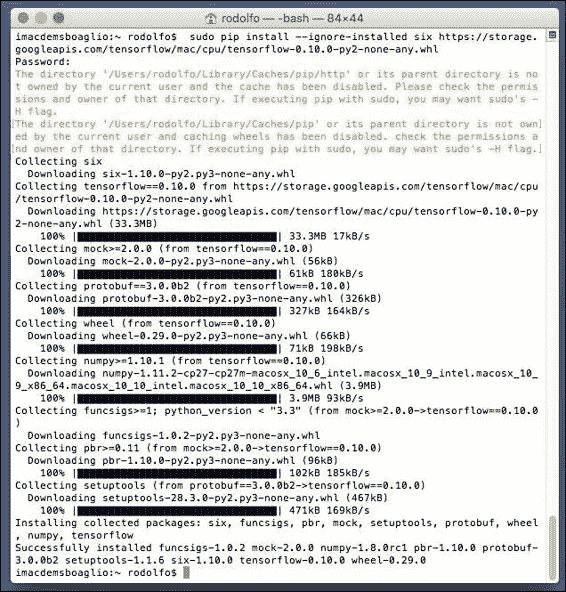 rodolfo — -bash — 84×44
imacdemsboaglio:~ rodolfo$  sudo pip install --ignore-installed six https://storage.
googleapis.com/tensorflow/mac/cpu/tensorflow-0.10.0-py2-none-any.whl
Password:
The directory '/Users/rodolfo/Library/Caches/pip/http' or its parent directory is no
t owned by the current user and the cache has been disabled. Please check the permis
sions and owner of that directory. If executing pip with sudo, you may want sudo's -
H flag.
[The directory '/Users/rodolfo/Library/Caches/pip' or its parent directory is not own]
ed by the current user and caching wheels has been disabled. check the permissions a
[nd owner of that directory. If executing pip with sudo, you may want sudo's -H flag.]
Collecting six
  Downloading six-1.10.0-py2.py3-none-any.whl
Collecting tensorflow==0.10.0 from https://storage.googleapis.com/tensorflow/mac/cpu
/tensorflow-0.10.0-py2-none-any.whl
  Downloading https://storage.googleapis.com/tensorflow/mac/cpu/tensorflow-0.10.0-py
2-none-any.whl (33.3MB)
    100% || 33.3MB 17kB/s
Collecting mock>=2.0.0 (from tensorflow==0.10.0)
  Downloading mock-2.0.0-py2.py3-none-any.whl (56kB)
    100% || 61kB 180kB/s
Collecting protobuf==3.0.0b2 (from tensorflow==0.10.0)
  Downloading protobuf-3.0.0b2-py2.py3-none-any.whl (326kB)
    100% || 327kB 164kB/s
Collecting wheel (from tensorflow==0.10.0)
  Downloading wheel-0.29.0-py2.py3-none-any.whl (66kB)
    100% || 71kB 198kB/s
Collecting numpy>=1.10.1 (from tensorflow==0.10.0)
  Downloading numpy-1.11.2-cp27-cp27m-macosx_10_6_intel.macosx_10_9_intel.macosx_10_
9_x86_64.macosx_10_10_intel.macosx_10_10_x86_64.whl (3.9MB)
    100% || 3.9MB 93kB/s
Collecting funcsigs>=1; python_version < "3.3" (from mock>=2.0.0->tensorflow==0.10.0
)
  Downloading funcsigs-1.0.2-py2.py3-none-any.whl
Collecting pbr>=0.11 (from mock>=2.0.0->tensorflow==0.10.0)
  Downloading pbr-1.10.0-py2.py3-none-any.whl (96kB)
    100% || 102kB 185kB/s
Collecting setuptools (from protobuf==3.0.0b2->tensorflow==0.10.0)
  Downloading setuptools-28.3.0-py2.py3-none-any.whl (467kB)
    100% || 471kB 169kB/s
Installing collected packages: six, funcsigs, pbr, mock, setuptools, protobuf, wheel
, numpy, tensorflow
Successfully installed funcsigs-1.0.2 mock-2.0.0 numpy-1.8.0rc1 pbr-1.10.0 protobuf-
3.0.0b2 setuptools-1.1.6 six-1.10.0 tensorflow-0.10.0 wheel-0.29.0
imacdemsboaglio:~ rodolfo$